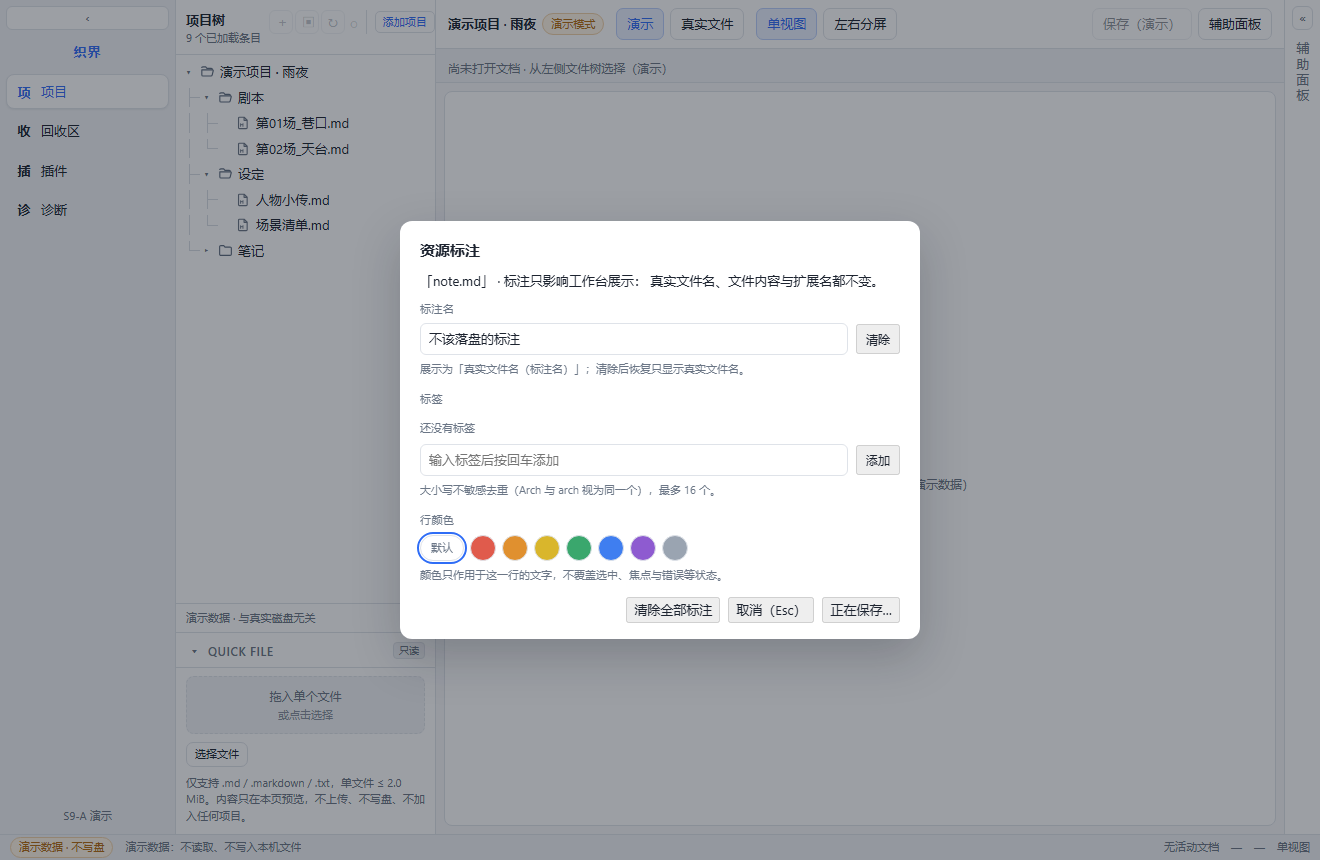 ‹
织界
项 项目
收 回收区
插 插件
诊 诊断
S9-A 演示
项目树
9 个已加载条目
添加项目
演示项目 · 雨夜
剧本
第01场_巷口.md
第02场_天台.md
设定
人物小传.md
场景清单.md
笔记
演示数据 · 与真实磁盘无关
QUICK FILE
只读
拖入单个文件
或点击选择
选择文件
仅支持 .md / .markdown / .txt，单文件 ≤ 2.0
MiB。内容只在本页预览，不上传、不写盘、不加
入任何项目。
演示项目 · 雨夜 演示模式 演示 真实文件 单视图 左右分屏 保存（演示） 辅助面板
尚未打开文档 · 从左侧文件树选择（演示）
演示数据）
«
辅助面板
资源标注
「note.md」 · 标注只影响工作台展示： 真实文件名、文件内容与扩展名都不变。
标注名
不该落盘的标注 清除
展示为「真实文件名（标注名）」；清除后恢复只显示真实文件名。
标签
还没有标签
输入标签后按回车添加 添加
大小写不敏感去重（Arch 与 arch 视为同一个），最多 16 个。
行颜色
默认
颜色只作用于这一行的文字，不覆盖选中、焦点与错误等状态。
清除全部标注 取消（Esc） 正在保存...
演示数据 · 不写盘 演示数据：不读取、不写入本机文件
无活动文档 — — 单视图